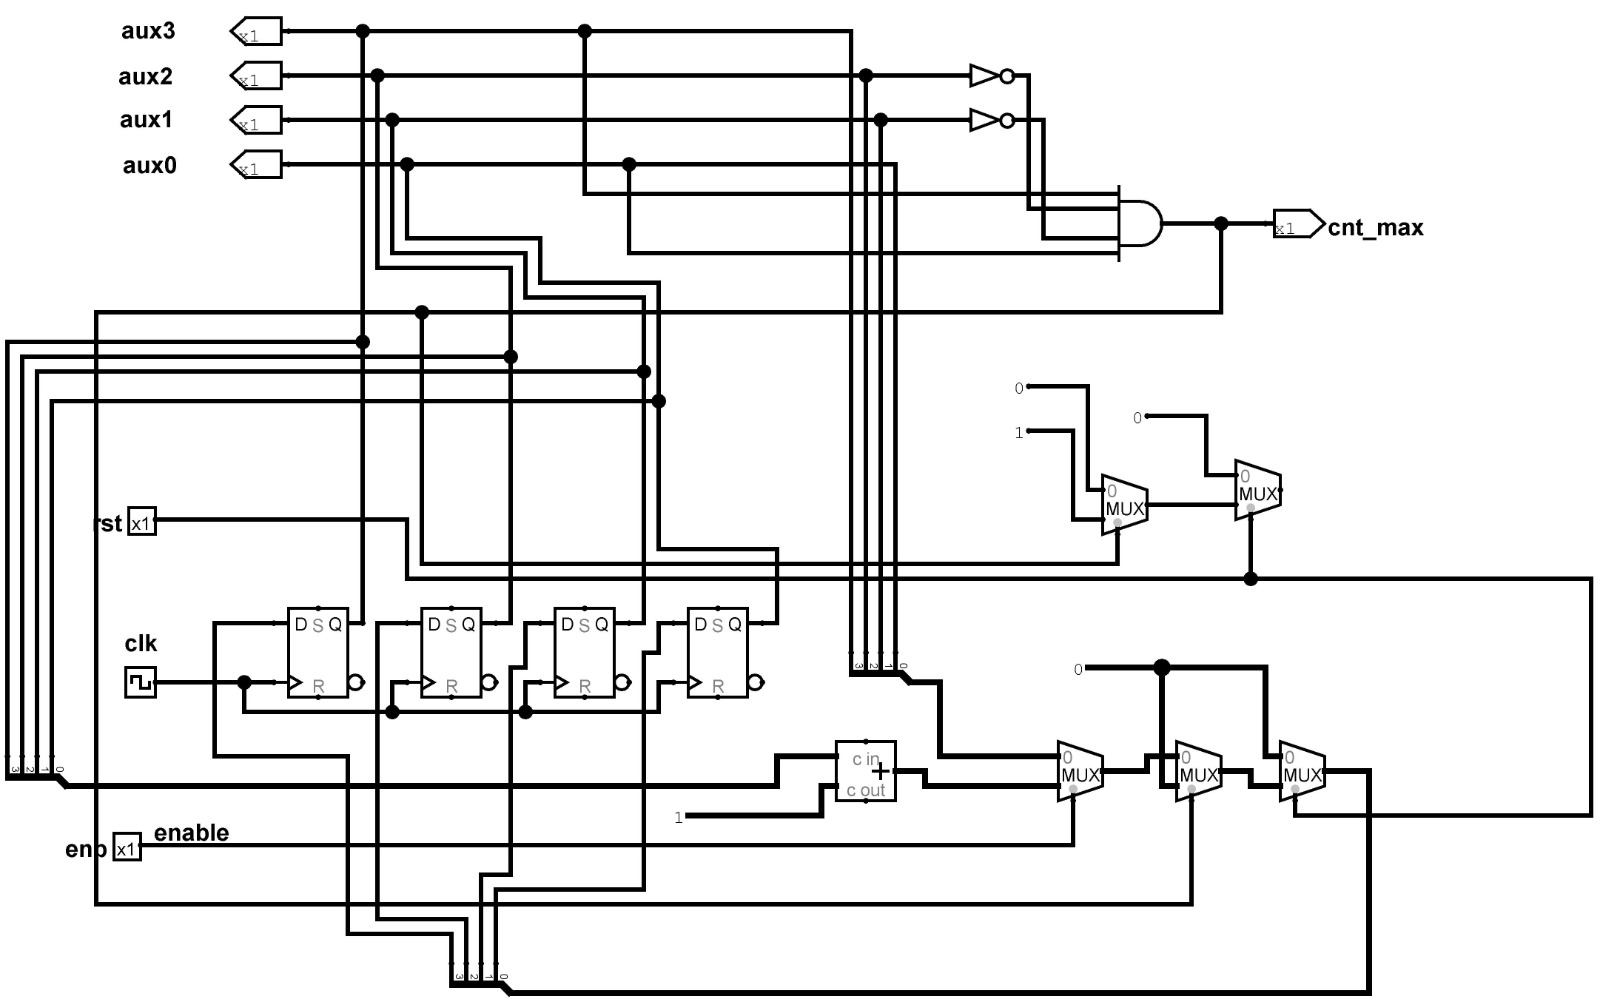 aux3
x1
aux2
x1
aux1
x1
aux0
x1
x1
cnt_max
0
0
1
0
MUX
0
MUX
rst
x1
D S Q
R
D S Q
R
D S Q
R
D S Q
R
clk
3
2
1
0
0
3
2
1
0
c in
+
c out
0
MUX
0
MUX
0
MUX
1
enable
enb
x1
3
2
1
0